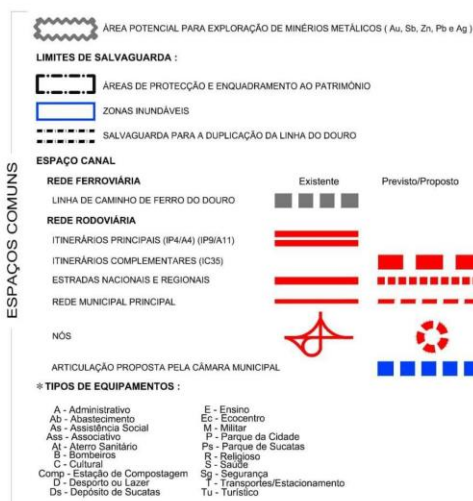 ÁREA POTENCIAL PARA EXPLORAÇÃO DE MINÉRIOS METÁLICOS ( Au, Sb, Zn, Pb e Ag )
LIMITES DE SALVAGUARDA :
ÁREAS DE PROTECÇÃO E ENQUADRAMENTO AO PATRIMÓNIO
ZONAS INUNDÁVEIS
SALVAGUARDA PARA A DUPLICAÇÃO DA LINHA DO DOURO
ESPAÇOS COMUNS
ESPAÇO CANAL
REDE FERROVIÁRIA Existente Previsto/Proposto
LINHA DE CAMINHO DE FERRO DO DOURO
REDE RODOVIÁRIA
ITINERÁRIOS PRINCIPAIS (IP4/A4) (IP9/A11)
ITINERÁRIOS COMPLEMENTARES (IC35)
ESTRADAS NACIONAIS E REGIONAIS
REDE MUNICIPAL PRINCIPAL
NÓS
ARTICULAÇÃO PROPOSTA PELA CÂMARA MUNICIPAL
* TIPOS DE EQUIPAMENTOS :
A - Administrativo
Ab - Abastecimento
As - Assistência Social
Ass - Associativo
At - Aterro Sanitário
B - Bombeiros
C - Cultural
Comp - Estação de Compostagem
D - Desporto ou Lazer
Ds - Depósito de Sucatas
E - Ensino
Ec - Ecocentro
M - Militar
P - Parque da Cidade
Ps - Parque de Sucatas
R - Religioso
S - Saúde
Sg - Segurança
T - Transportes/Estacionamento
Tu - Turístico